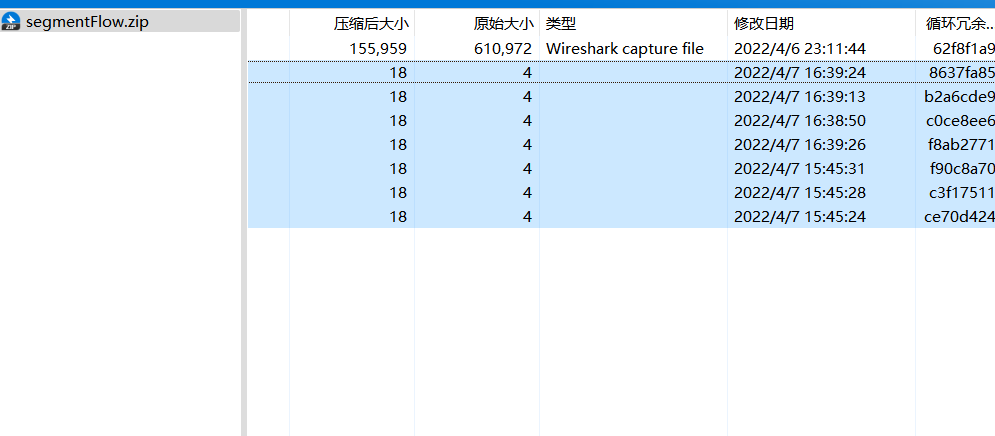 segmentFlow.zip
压缩后大小 原始大小 类型 修改日期 循环冗余...
155,959 610,972 Wireshark capture file 2022/4/6 23:11:44 62f8f1a9
18 4 2022/4/7 16:39:24 8637fa85
18 4 2022/4/7 16:39:13 b2a6cde9
18 4 2022/4/7 16:38:50 c0ce8ee6
18 4 2022/4/7 16:39:26 f8ab2771
18 4 2022/4/7 15:45:31 f90c8a70
18 4 2022/4/7 15:45:28 c3f17511
18 4 2022/4/7 15:45:24 ce70d424